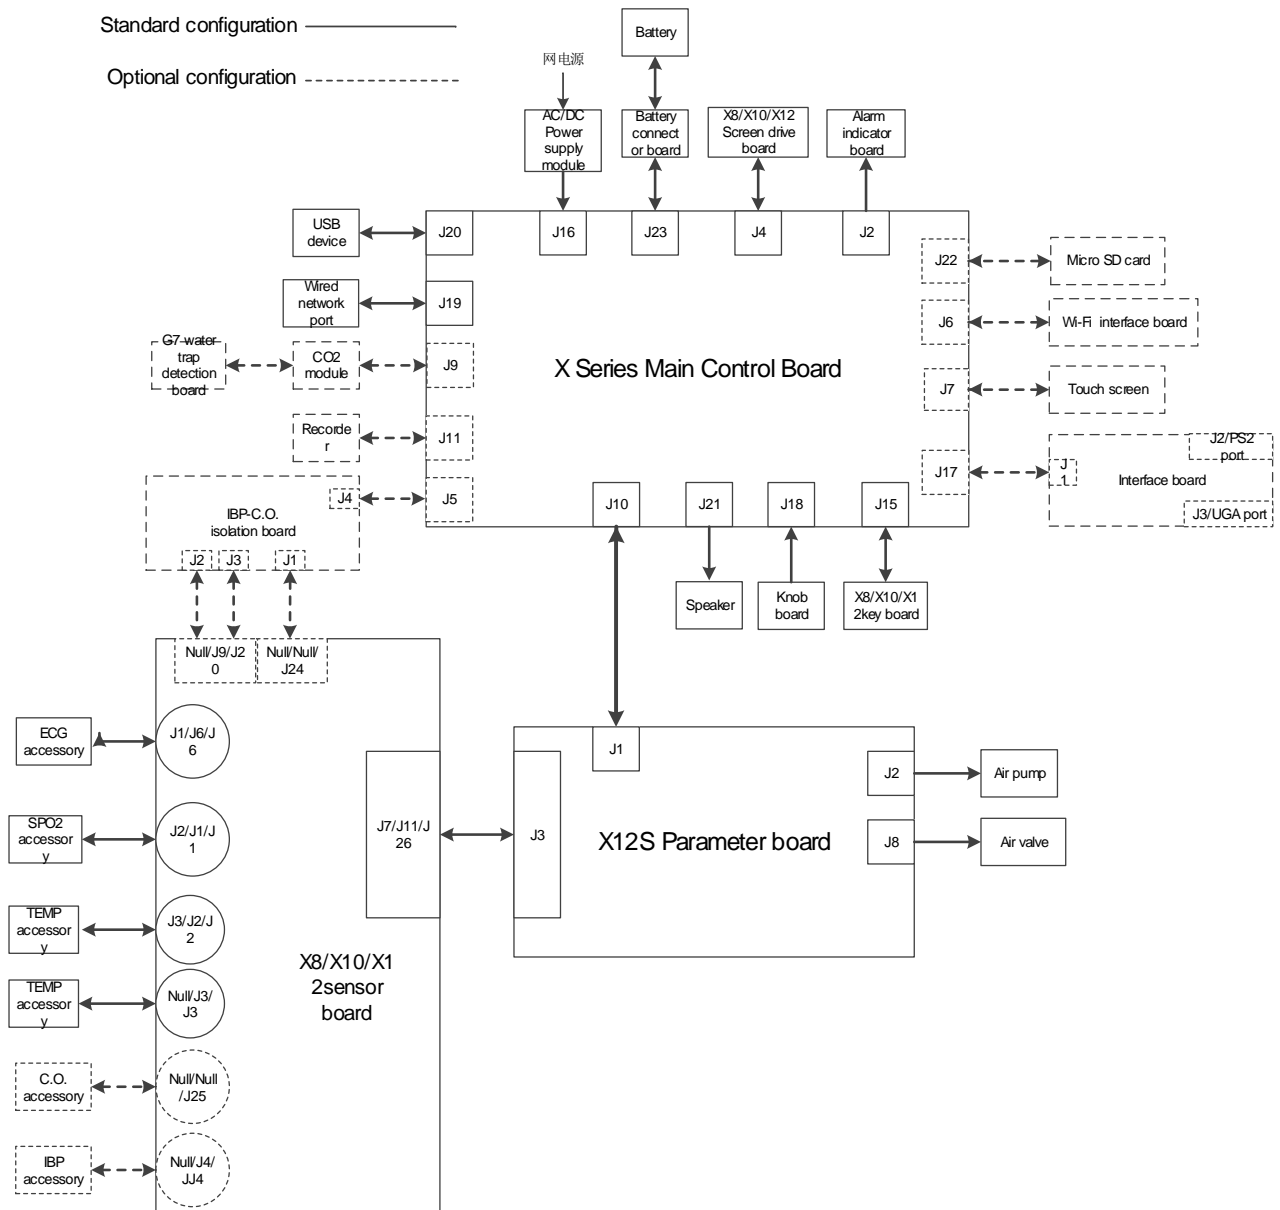 Standard configuration
Optional configuration
网电源
Battery
AC/DC
Power
supply
module
Battery
connect
or board
X8/X10/X12
Screen drive
board
Alarm
indicator
board
USB
device
J20
J16
J23
J4
J2
Wired
network
port
J19
J22
Micro SD card
J6
Wi-Fi interface board
G7 water
trap
detection
board
CO2
module
J9
X Series Main Control Board
J7
Touch screen
Recorde
r
J11
J17
J
1
J2/PS2
port
Interface board
J3/UGA port
J4
J5
IBP-C.O.
isolation board
J2
J3
J1
J10
J21
J18
J15
Speaker
Knob
board
X8/X10/X1
2key board
Null/J9/J2
0
Null/Null/
J24
ECG
accessory
J1/J6/J
6
SPO2
accessor
y
J2/J1/J
1
TEMP
accessor
y
J3/J2/J
2
TEMP
accessor
y
Null/J3/
J3
C.O.
accessory
Null/Null
/J25
IBP
accessory
Null/J4/
JJ4
X8/X10/X1
2sensor
board
J7/J11/J
26
J1
J3
X12S Parameter board
J2
Air pump
J8
Air valve